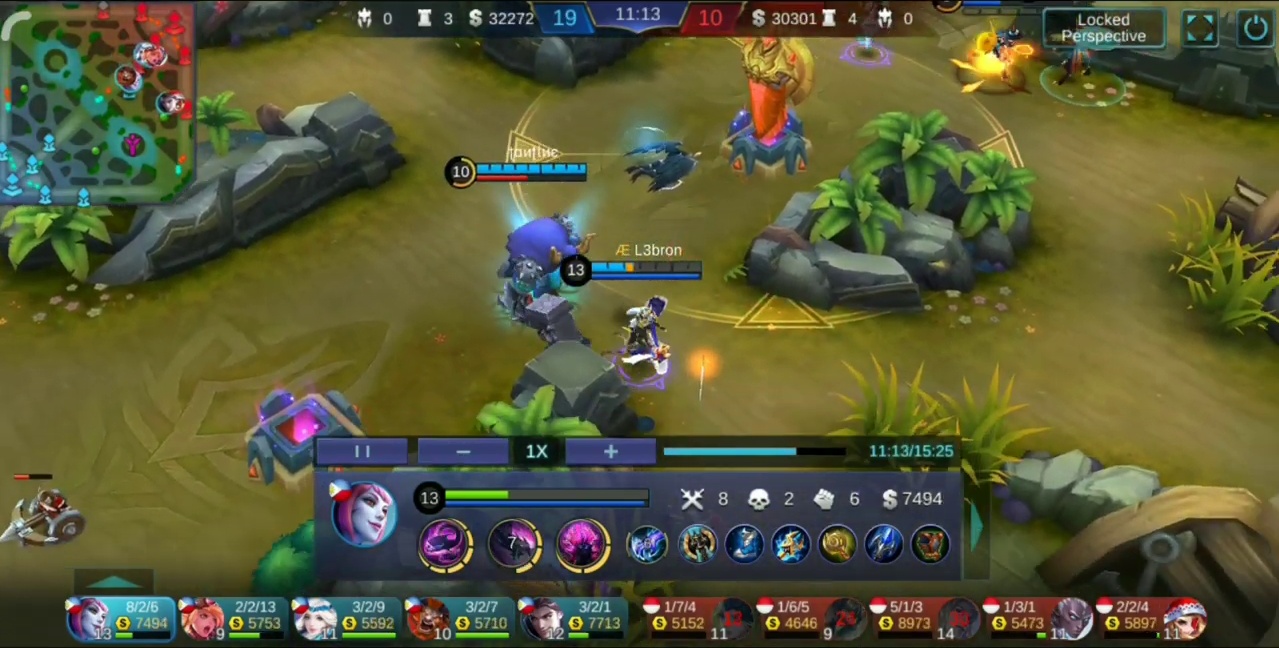 0 3 $ 32272 19 11:13 10 $ 30301 4 0
Locked
Perspective
10
Æ L3bron
13
1X 11:13/15:25
13 8 2 6 $ 7494
7
8/2/6 2/2/13 3/2/9 3/2/7 3/2/1 1/7/4 1/6/5 5/1/3 1/3/1 2/2/4
7494 5753 5592 5710 7713 5152 4646 8973 5473 5897
13 9 11 10 12 11 9 14 11 11